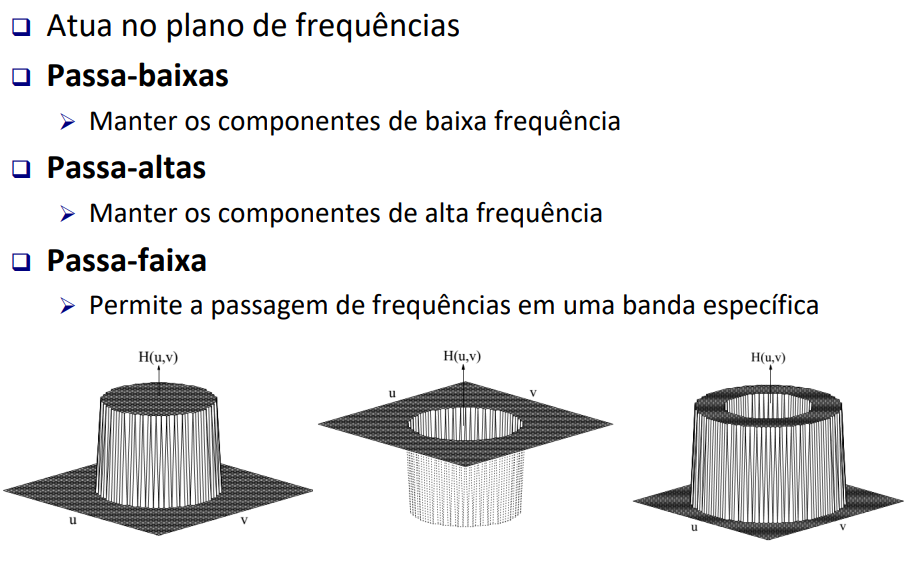 Atua no plano de frequências
Passa-baixas
Manter os componentes de baixa frequência
Passa-altas
Manter os componentes de alta frequência
Passa-faixa
Permite a passagem de frequências em uma banda específica
H(u,v)
u
v
H(u,v)
u
v
H(u,v)
u
v